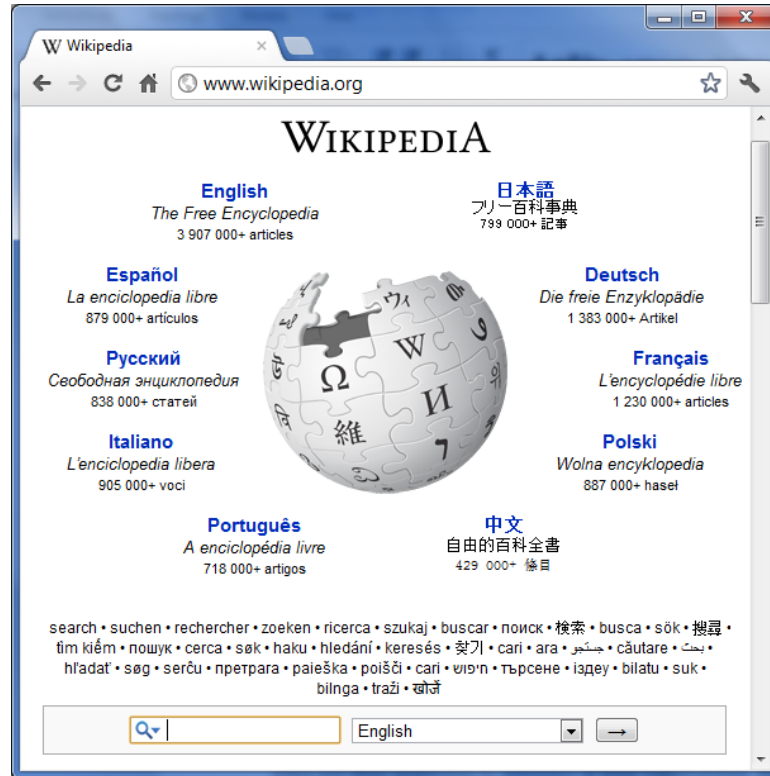 Wikipedia
www.wikipedia.org
WIKIPEDIA
English
The Free Encyclopedia
3 907 000+ articles
日本語
フリー百科事典
799 000+ 記事
Español
La enciclopedia libre
879 000+ artículos
Deutsch
Die freie Enzyklopädie
1 383 000+ Artikel
Русский
Свободная энциклопедия
838 000+ статей
Français
L'encyclopédie libre
1 230 000+ articles
Italiano
L'enciclopedia libera
905 000+ voci
Polski
Wolna encyklopedia
887 000+ haseł
Português
A enciclopédia livre
718 000+ artigos
中文
自由的百科全書
429 000+ 條目
Ω W И 維 ウィ
search • suchen • rechercher • zoeken • ricerca • szukaj • buscar • поиск • 検索 • busca • sök • 搜尋 •
tìm kiếm • пошук • cerca • søk • haku • hledání • keresés • 찾기 • cari • ara • جستجو • căutare • بحث •
hľadať • søg • serĉu • претрага • paieška • poišči • cari • חיפוש • търсене • іздеу • bilatu • suk •
bilnga • traži • खोजें
English